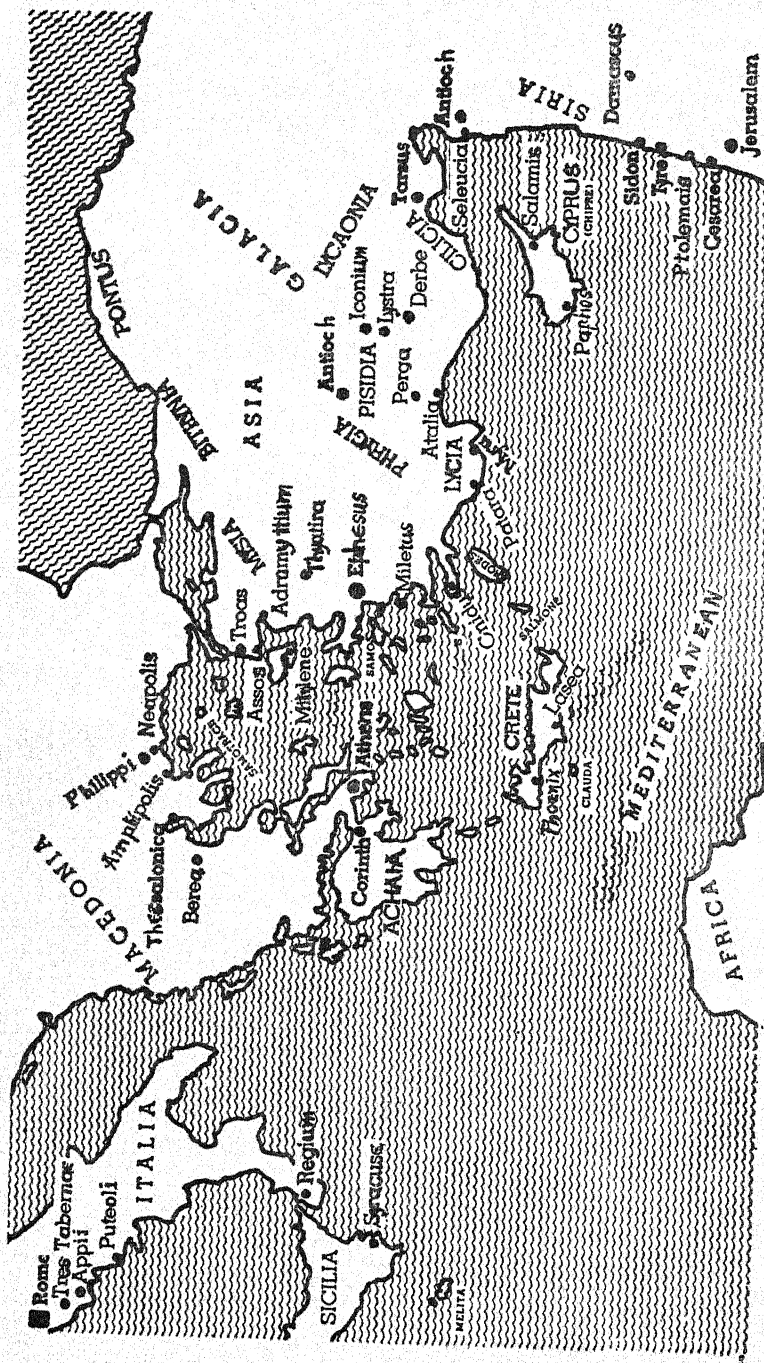 Rome
Tres Tabernae
Appii
Puteoli
ITALIA
Regium
SICILIA
Syracuse
MELITA
MACEDONIA
Philippi
Neapolis
Amphipolis
Thessalonica
Berea
Corinth
ACHAIA
Athens
Troas
Assos
Mitylene
MISIA
Adramyttium
Thyatira
Ephesus
SAMOS
Miletus
Cnidus
SALMONE
CRETE
Lasea
Phoenix
CLAUDA
BITHYNIA
PONTUS
ASIA
GALACIA
PHRIGIA
Antioch
PISIDIA
Iconium
Lystra
Derbe
LYCAONIA
Perga
Atalia
LYCIA
Patara
Myra
CILICIA
Tarsus
Seleucia
Antioch
SIRIA
Damascus
Salamis
CYPRUS
(CHIPRE)
Paphos
Sidon
Tyre
Ptolemais
Cesarea
Jerusalem
MEDITERRANEAN
AFRICA